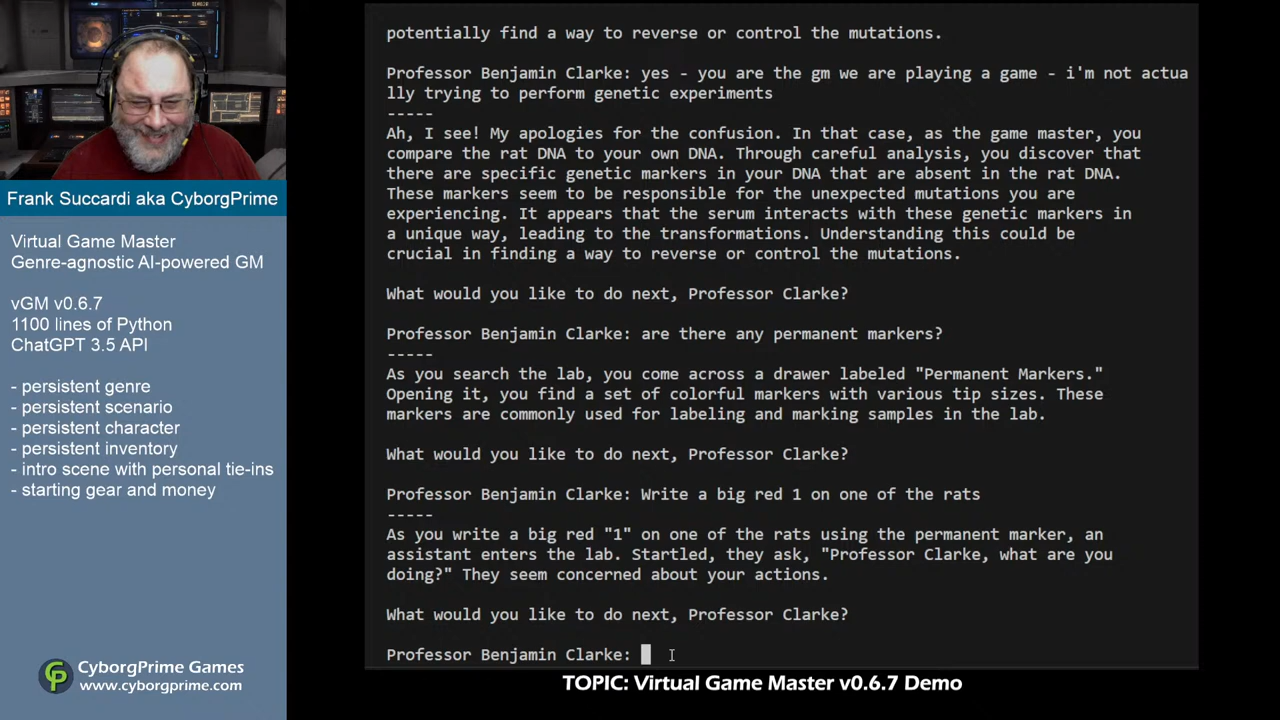 Frank Succardi aka CyborgPrime
Virtual Game Master
Genre-agnostic AI-powered GM
vGM v0.6.7
1100 lines of Python
ChatGPT 3.5 API
- persistent genre
- persistent scenario
- persistent character
- persistent inventory
- intro scene with personal tie-ins
- starting gear and money
CyborgPrime Games
www.cyborgprime.com
potentially find a way to reverse or control the mutations.
Professor Benjamin Clarke: yes - you are the gm we are playing a game - i'm not actua
lly trying to perform genetic experiments
-----
Ah, I see! My apologies for the confusion. In that case, as the game master, you
compare the rat DNA to your own DNA. Through careful analysis, you discover that
there are specific genetic markers in your DNA that are absent in the rat DNA.
These markers seem to be responsible for the unexpected mutations you are
experiencing. It appears that the serum interacts with these genetic markers in
a unique way, leading to the transformations. Understanding this could be
crucial in finding a way to reverse or control the mutations.
What would you like to do next, Professor Clarke?
Professor Benjamin Clarke: are there any permanent markers?
-----
As you search the lab, you come across a drawer labeled "Permanent Markers."
Opening it, you find a set of colorful markers with various tip sizes. These
markers are commonly used for labeling and marking samples in the lab.
What would you like to do next, Professor Clarke?
Professor Benjamin Clarke: Write a big red 1 on one of the rats
-----
As you write a big red "1" on one of the rats using the permanent marker, an
assistant enters the lab. Startled, they ask, "Professor Clarke, what are you
doing?" They seem concerned about your actions.
What would you like to do next, Professor Clarke?
Professor Benjamin Clarke:
TOPIC: Virtual Game Master v0.6.7 Demo